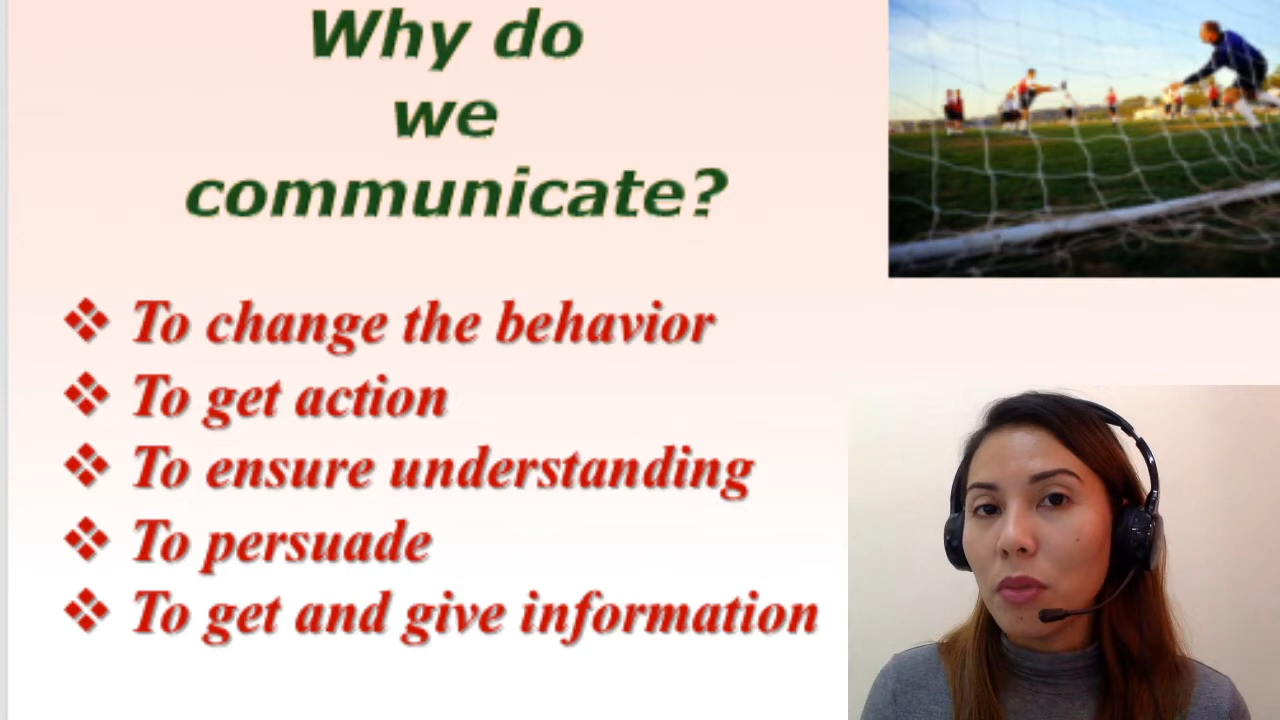 Why do
we
communicate?
To change the behavior
To get action
To ensure understanding
To persuade
To get and give information